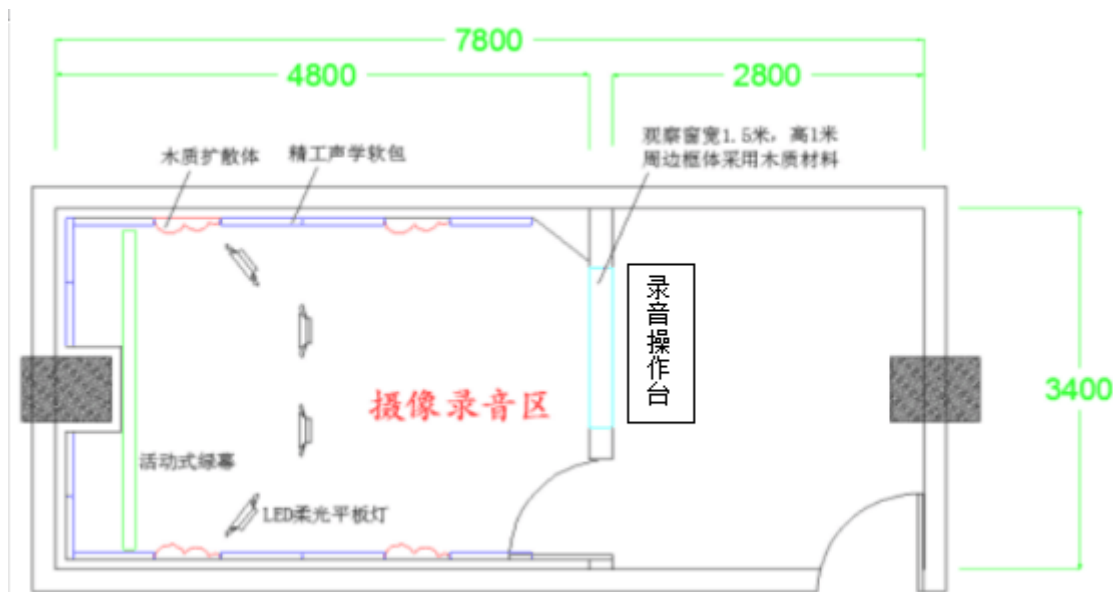 7800
4800
2800
观察窗宽1.5米，高1米
周边框体采用木质材料
木质扩散体
精工声学软包
录音操作台
摄像录音区
3400
活动式绿幕
LED柔光平板灯